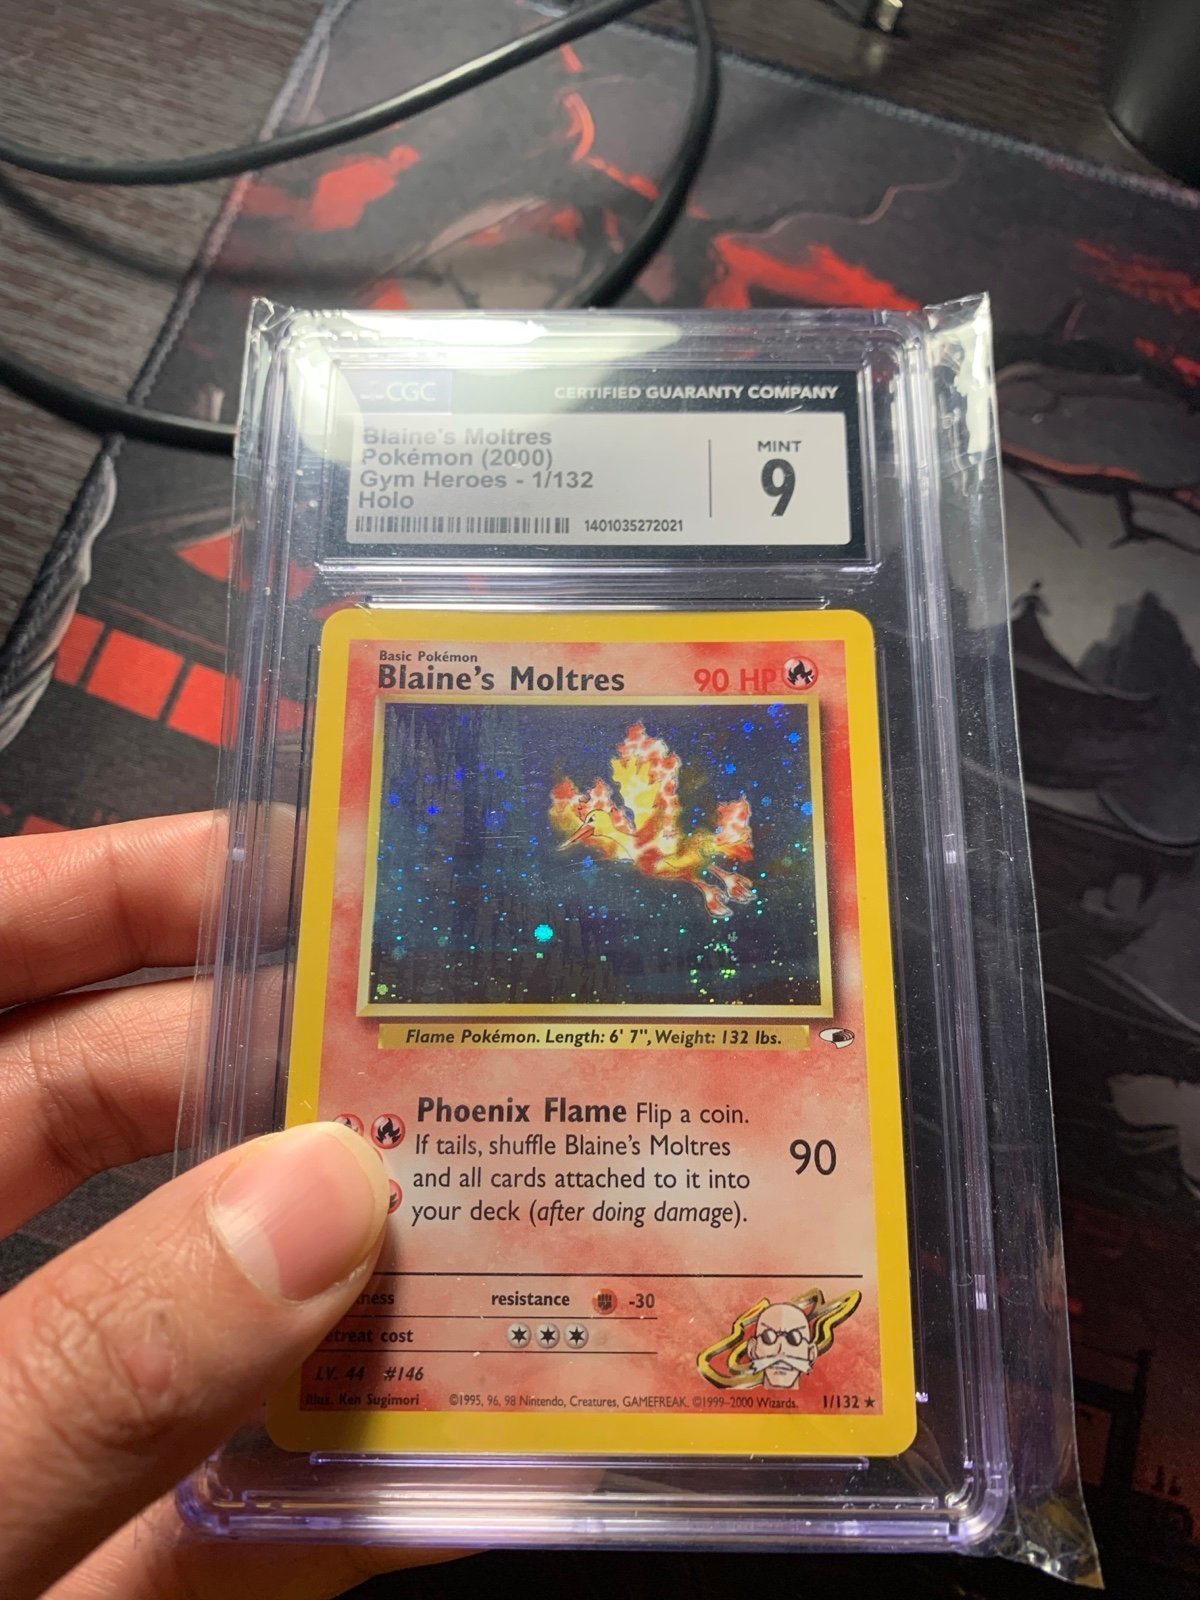 CGC
CERTIFIED GUARANTY COMPANY
Blaine's Moltres
Pokémon (2000)
Gym Heroes - 1/132
Holo
1401035272021
MINT
9
Basic Pokémon
Blaine's Moltres
90 HP
Flame Pokémon. Length: 6' 7", Weight: 132 lbs.
Phoenix Flame Flip a coin.
If tails, shuffle Blaine's Moltres
and all cards attached to it into
your deck (after doing damage).
90
resistance -30
retreat cost
LV. 44 #146
Illus. Ken Sugimori ©1995, 96, 98 Nintendo, Creatures, GAMEFREAK. ©1999-2000 Wizards. 1/132 ★